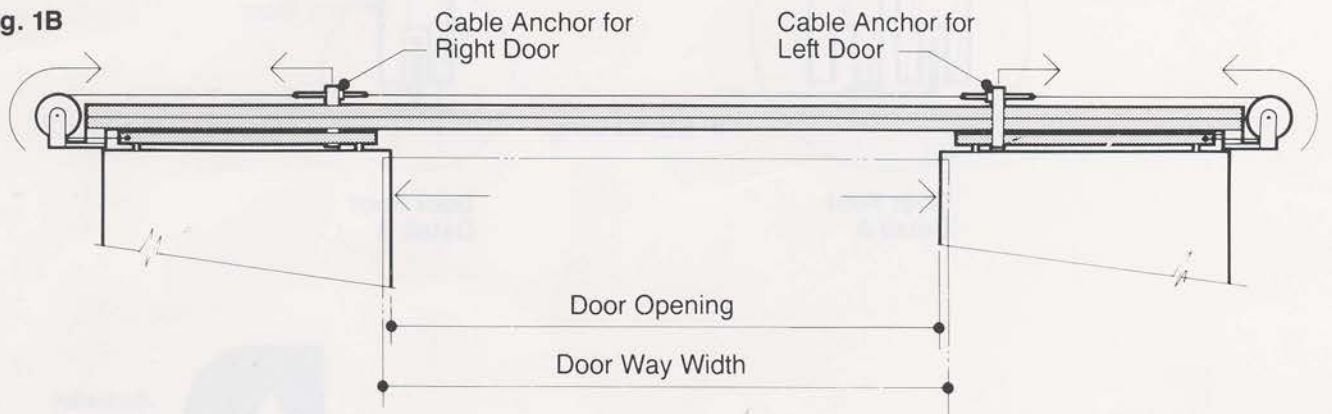 g. 1B
Cable Anchor for
Right Door
Cable Anchor for
Left Door
Door Opening
Door Way Width